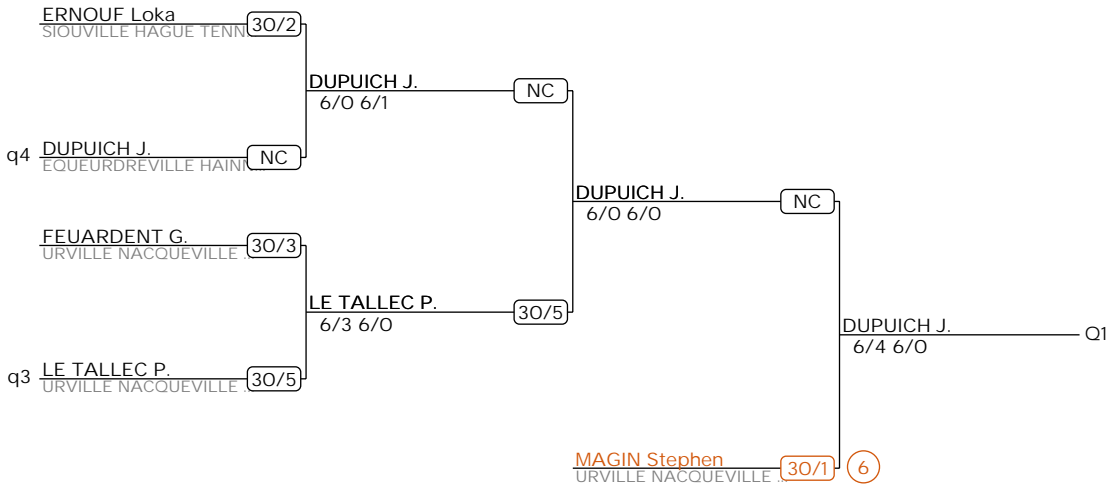 ERNOUF Loka
SIOUVILLE HAGUE TENN...
30/2
DUPUICH J.
6/0 6/1
NC
q4 DUPUICH J.
EQUEURDREVILLE HAINN...
NC
DUPUICH J.
6/0 6/0
NC
FEUARDENT G.
URVILLE NACQUEVILLE ...
30/3
LE TALLEC P.
6/3 6/0
30/5
q3 LE TALLEC P.
URVILLE NACQUEVILLE ...
30/5
DUPUICH J.
6/4 6/0
Q1
MAGIN Stephen
URVILLE NACQUEVILLE ...
30/1
6